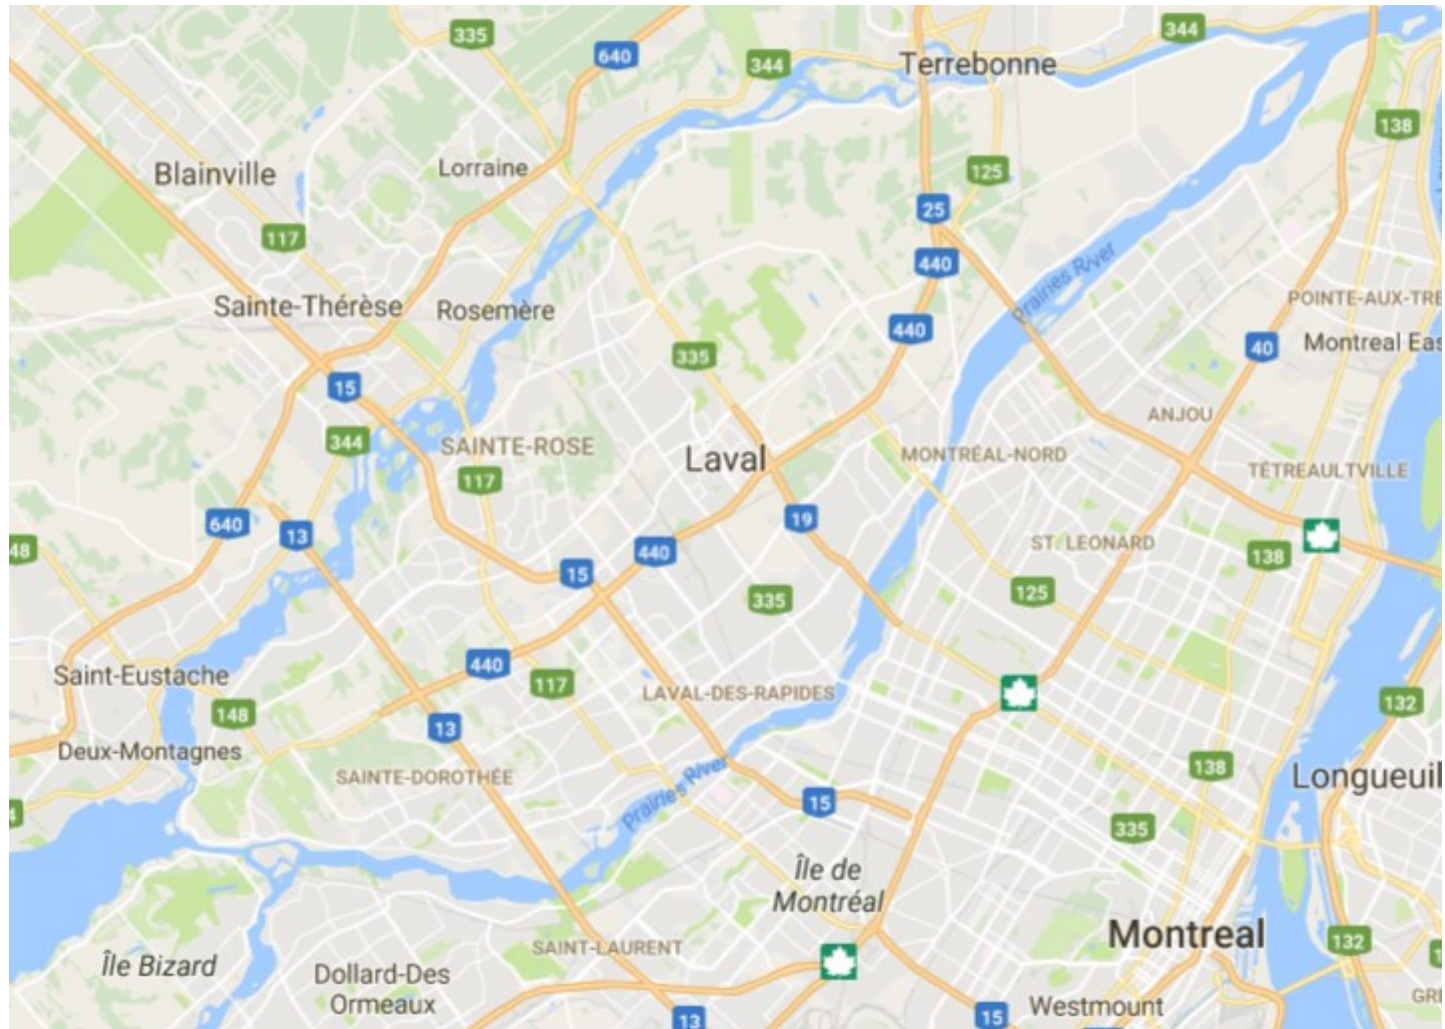 335
344
640
344
Terrebonne
138
Blainville
Lorraine
125
25
117
440
Prairies River
Sainte-Thérèse
Rosemère
POINTE-AUX-TRE
440
40
Montreal Eas
335
15
ANJOU
344
SAINTE-ROSE
Laval
MONTRÉAL-NORD
TÉTREAULTVILLE
117
640
19
13
48
440
ST. LEONARD
138
15
125
335
Saint-Eustache
440
117
LAVAL-DES-RAPIDES
132
148
13
Deux-Montagnes
SAINTE-DOROTHÉE
138
Longueuil
Prairies River
15
335
Île de
Montréal
Montreal
132
SAINT-LAURENT
Île Bizard
Dollard-Des
Ormeaux
Westmount
GRE
15
13